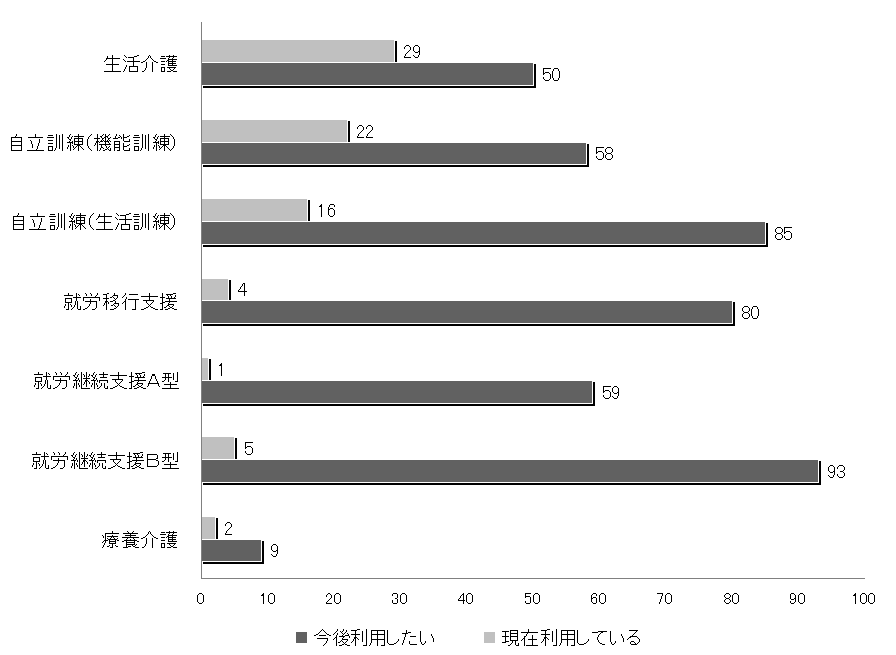 生活介護
29
50
自立訓練(機能訓練)
22
58
自立訓練(生活訓練)
16
85
就労移行支援
4
80
就労継続支援A型
1
59
就労継続支援B型
5
93
療養介護
2
9
0 10 20 30 40 50 60 70 80 90 100
今後利用したい 現在利用している